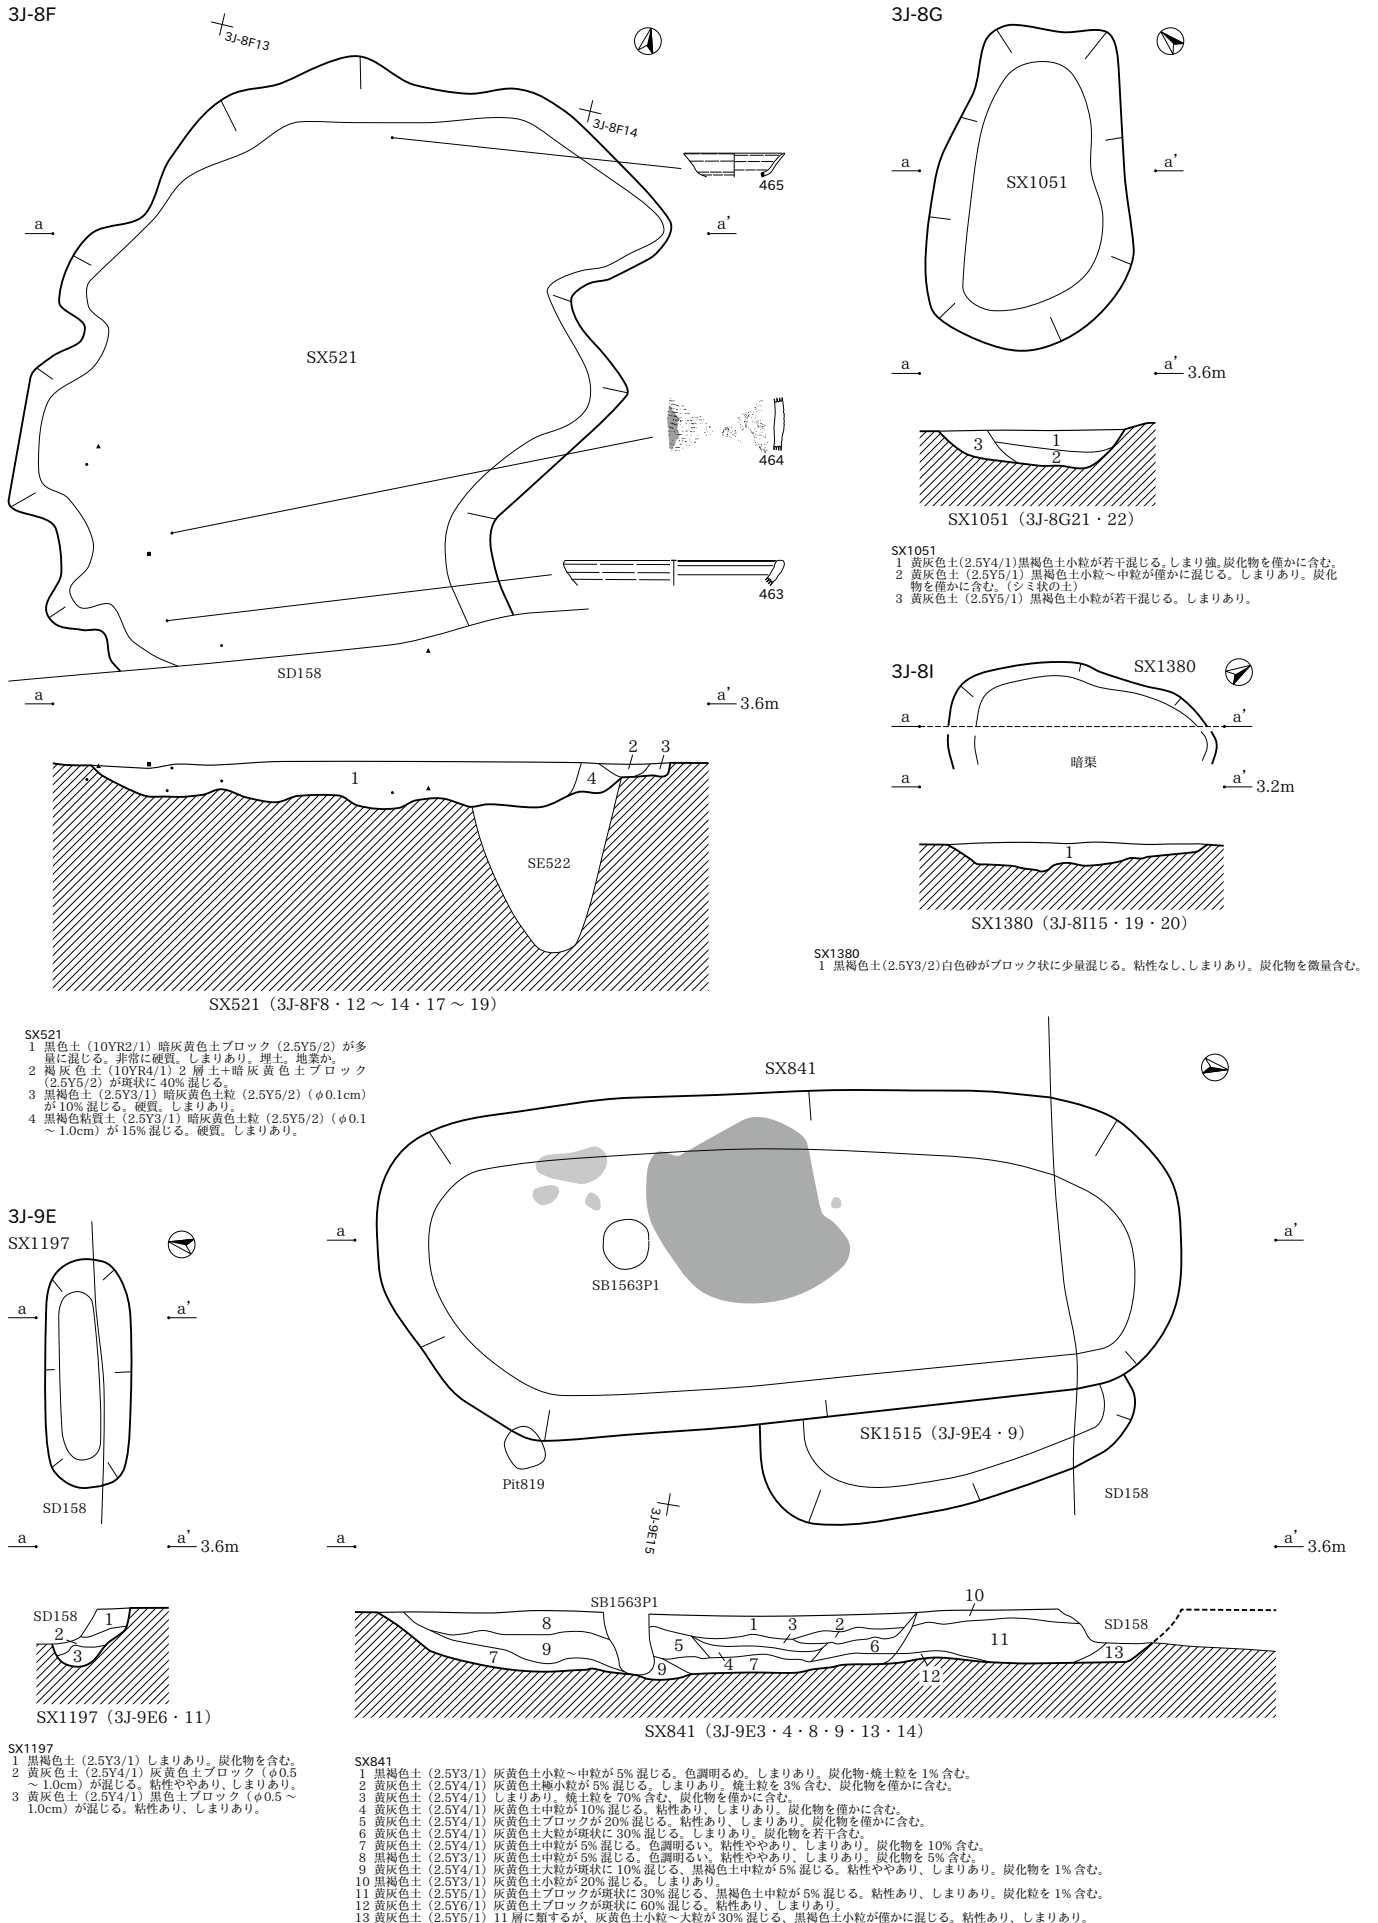 3J-8F
3J-8F13
3J-8F14
465
a
a’
SX521
464
463
SD158
a
a’ 3.6m
2
3
1
4
SE522
SX521（3J-8F8・12～14・17～19）
SX521
1 黒色土（10YR2/1）暗灰黄色土ブロック（2.5Y5/2）が多
量に混じる。非常に硬質。しまりあり。埋土。地業か。
2 褐灰色土（10YR4/1）2層土＋暗灰黄色土ブロック
（2.5Y5/2）が斑状に40%混じる。
3 黒褐色土（2.5Y3/1）暗灰黄色土粒（2.5Y5/2）（φ0.1cm）
が10%混じる。硬質。しまりあり。
4 黒褐色粘質土（2.5Y3/1）暗灰黄色土粒（2.5Y5/2）（φ0.1
～1.0cm）が15%混じる。硬質。しまりあり。
3J-8G
a
a’
SX1051
a
a’ 3.6m
3
1
2
SX1051（3J-8G21・22）
SX1051
1 黄灰色土（2.5Y4/1）黒褐色土小粒が若干混じる。しまり強。炭化物を僅かに含む。
2 黄灰色土（2.5Y5/1）黒褐色土小粒～中粒が僅かに混じる。しまりあり。炭化
物を僅かに含む。（シミ状の土）
3 黄灰色土（2.5Y5/1）黒褐色土小粒が若干混じる。しまりあり。
3J-8I
SX1380
a
a’
暗渠
a
a’ 3.2m
1
SX1380（3J-8I15・19・20）
SX1380
1 黒褐色土（2.5Y3/2）白色砂がブロック状に少量混じる。粘性なし、しまりあり。炭化物を微量含む。
3J-9E
SX1197
a
a’
SD158
a
a’ 3.6m
SD158
1
2
3
SX1197（3J-9E6・11）
SX1197
1 黒褐色土（2.5Y3/1）しまりあり。炭化物を含む。
2 黄灰色土（2.5Y4/1）灰黄色土ブロック（φ0.5
～1.0cm）が混じる。粘性ややあり、しまりあり。
3 黄灰色土（2.5Y4/1）黒色土ブロック（φ0.5～
1.0cm）が混じる。粘性あり、しまりあり。
SX841
a
a’
SB1563P1
SK1515（3J-9E4・9）
Pit819
3J-9E15
SD158
a
a’ 3.6m
SB1563P1
10
8
1
3
2
SD158
7
9
5
6
11
13
9
4
7
12
SX841（3J-9E3・4・8・9・13・14）
SX841
1 黒褐色土（2.5Y3/1）灰黄色土小粒～中粒が5%混じる。色調明るめ。しまりあり。炭化物・焼土粒を1%含む。
2 黄灰色土（2.5Y4/1）灰黄色土極小粒が5%混じる。しまりあり。焼土粒を3%含む、炭化物を僅かに含む。
3 黄灰色土（2.5Y4/1）しまりあり。焼土粒を70%含む、炭化物を僅かに含む。
4 黄灰色土（2.5Y4/1）灰黄色土中粒が10%混じる。粘性あり、しまりあり。炭化物を僅かに含む。
5 黄灰色土（2.5Y4/1）灰黄色土ブロックが20%混じる。粘性あり、しまりあり。炭化物を僅かに含む。
6 黄灰色土（2.5Y4/1）灰黄色土大粒が斑状に30%混じる。しまりあり。炭化物を若干含む。
7 黄灰色土（2.5Y4/1）灰黄色土中粒が5%混じる。色調明るい。粘性ややあり、しまりあり。炭化物を10%含む。
8 黒褐色土（2.5Y3/1）灰黄色土中粒が5%混じる。色調明るい。粘性ややあり、しまりあり。炭化物を5%含む。
9 黄灰色土（2.5Y4/1）灰黄色土大粒が斑状に10%混じる、黒褐色土中粒が5%混じる。粘性ややあり、しまりあり。炭化物を1%含む。
10 黒褐色土（2.5Y3/1）灰黄色土小粒が20%混じる。しまりあり。
11 黄灰色土（2.5Y5/1）灰黄色土ブロックが斑状に30%混じる、黒褐色土中粒が5%混じる。粘性あり、しまりあり。炭化粒を1%含む。
12 黄灰色土（2.5Y6/1）灰黄色土ブロックが斑状に60%混じる。粘性あり、しまりあり。
13 黄灰色土（2.5Y5/1）11層に類するが、灰黄色土小粒～大粒が30%混じる、黒褐色土小粒が僅かに混じる。粘性あり、しまりあり。